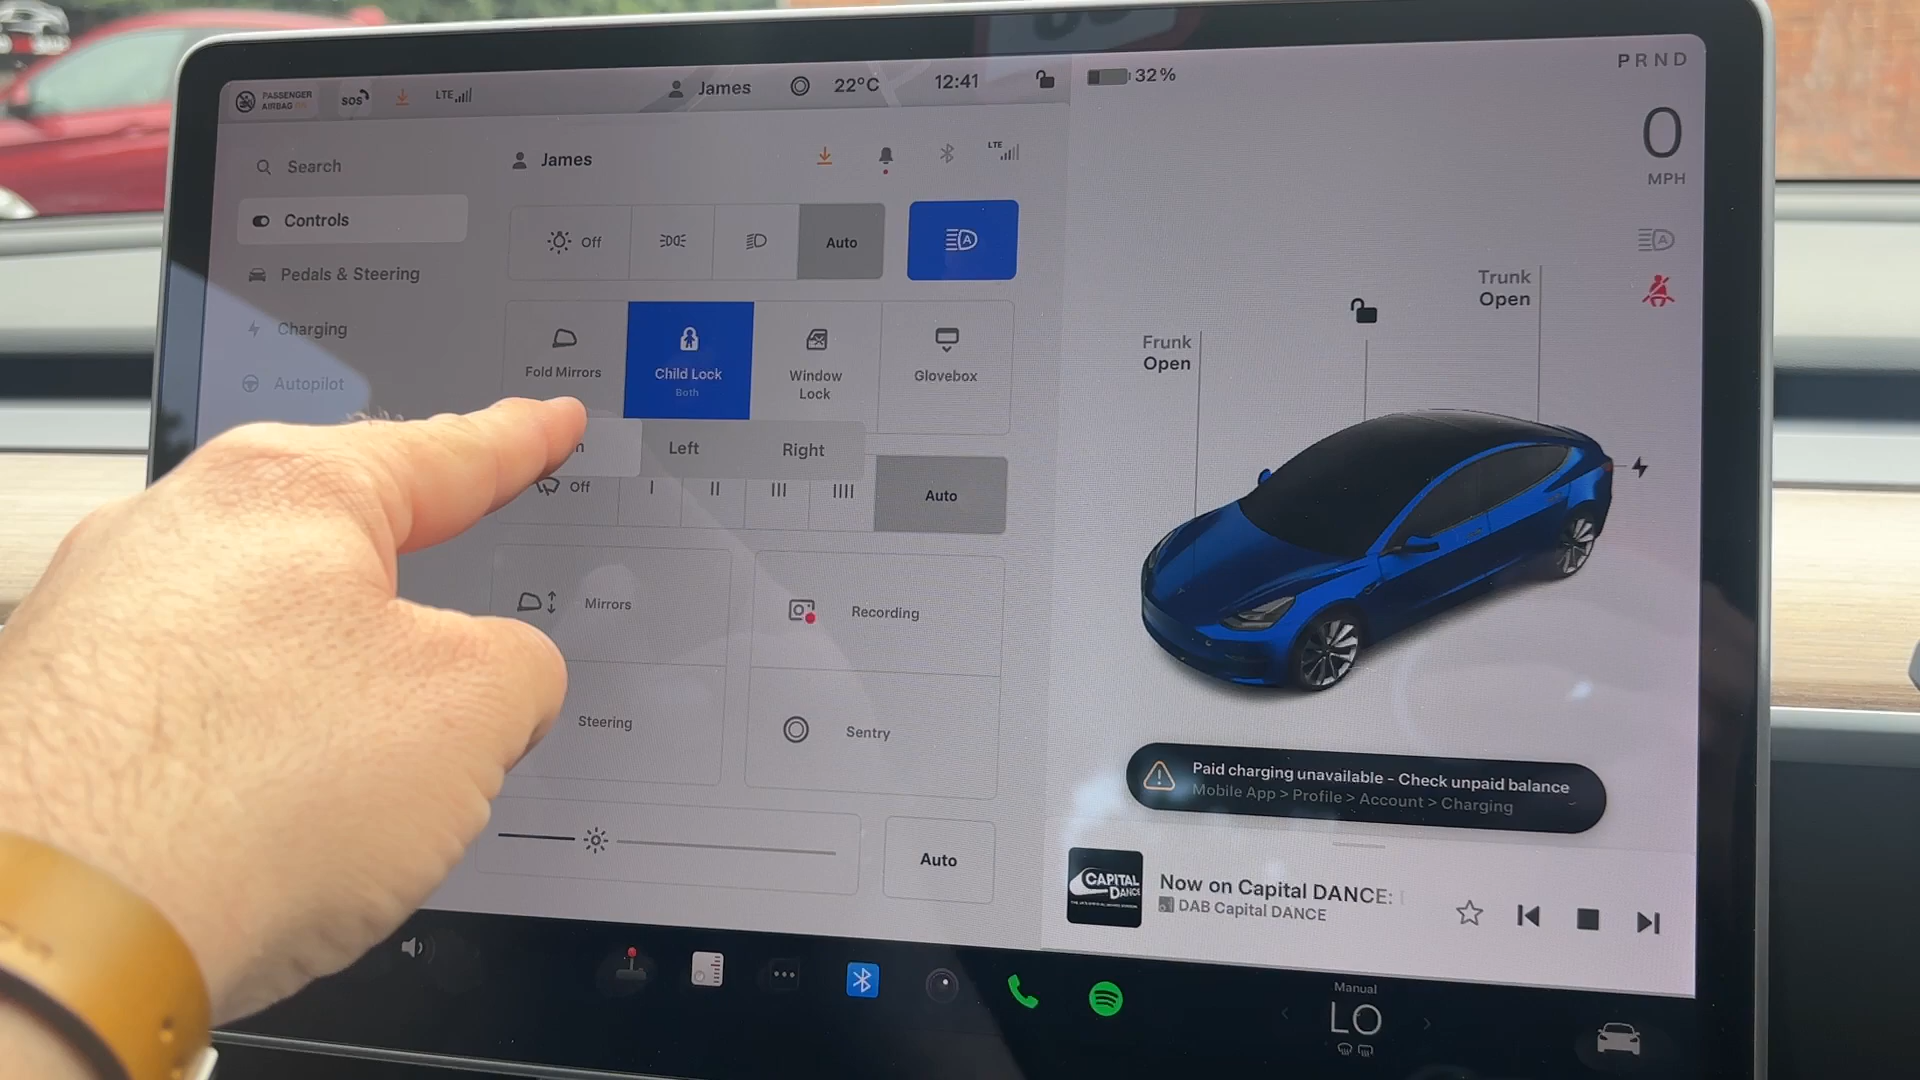 PASSENGER
AIRBAG
SOS
LTE
James
22°C
12:41
32%
PRND
Search
James
LTE
0
MPH
Controls
Off
Auto
A
A
Pedals & Steering
Charging
Autopilot
Fold Mirrors
Child Lock
Both
Window
Lock
Glovebox
Trunk
Open
Frunk
Open
Left
Right
Off
I
II
III
IIII
Auto
Mirrors
Recording
Steering
Sentry
Paid charging unavailable - Check unpaid balance
Mobile App > Profile > Account > Charging
Auto
CAPITAL
DANCE
Now on Capital DANCE:
DAB Capital DANCE
Manual
LO